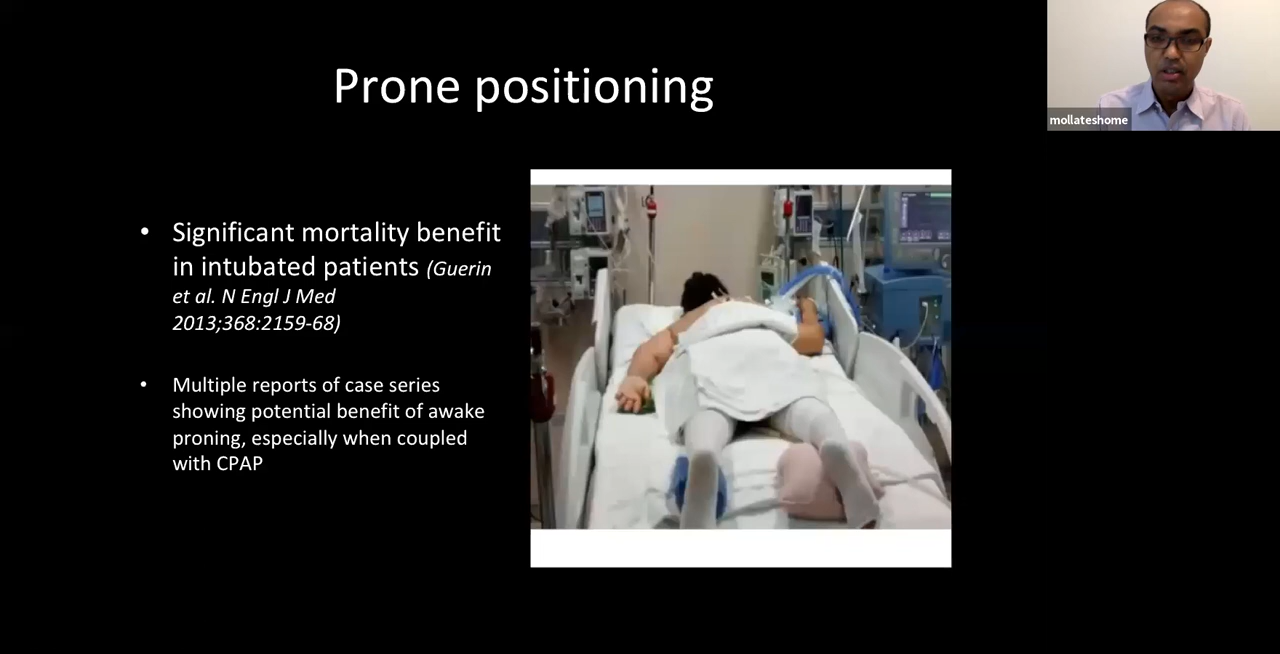 Prone positioning
mollateshome
• Significant mortality benefit
in intubated patients (Guerin
et al. N Engl J Med
2013;368:2159-68)
• Multiple reports of case series
showing potential benefit of awake
proning, especially when coupled
with CPAP